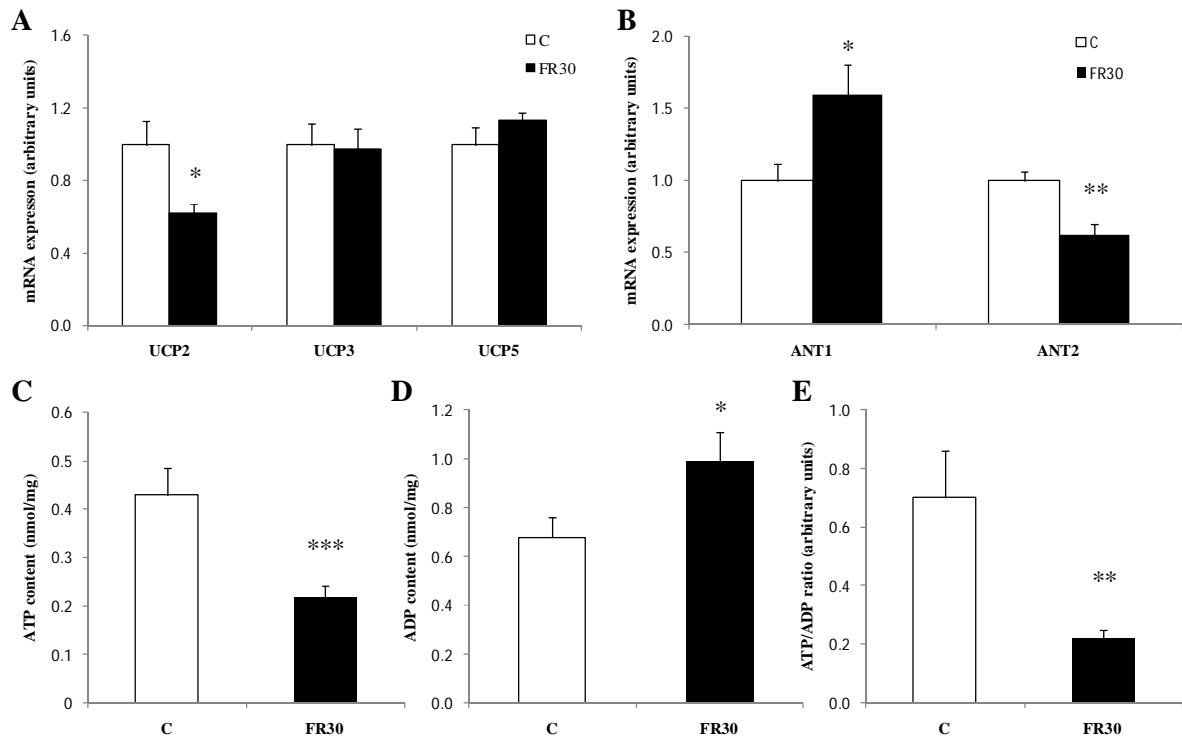 A
mRNA expresson (arbitrary units)
1.6
1.2
0.8
0.4
0.0
C
FR30
*
UCP2
UCP3
UCP5
B
mRNA expression (arbitrary units)
2.0
1.5
1.0
0.5
0.0
C
FR30
*
**
ANT1
ANT2
C
ATP content (nmol/mg)
0.6
0.5
0.4
0.3
0.2
0.1
0
***
C
FR30
D
ADP content (nmol/mg)
1.2
1.0
0.8
0.6
0.4
0.2
0.0
*
C
FR30
E
ATP/ADP ratio (arbitrary units)
1.0
0.8
0.6
0.4
0.2
0.0
**
C
FR30